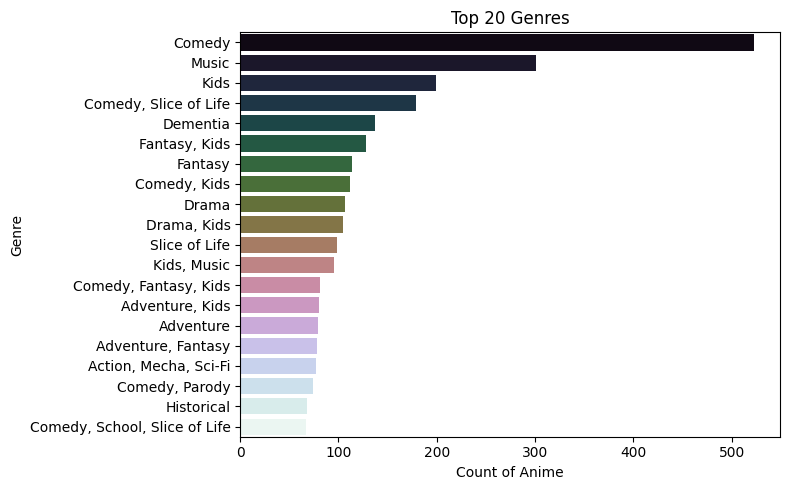 Top 20 Genres
Comedy
Music
Kids
Comedy, Slice of Life
Dementia
Fantasy, Kids
Fantasy
Comedy, Kids
Drama
Drama, Kids
Slice of Life
Kids, Music
Comedy, Fantasy, Kids
Adventure, Kids
Adventure
Adventure, Fantasy
Action, Mecha, Sci-Fi
Comedy, Parody
Historical
Comedy, School, Slice of Life
Genre
0 100 200 300 400 500
Count of Anime